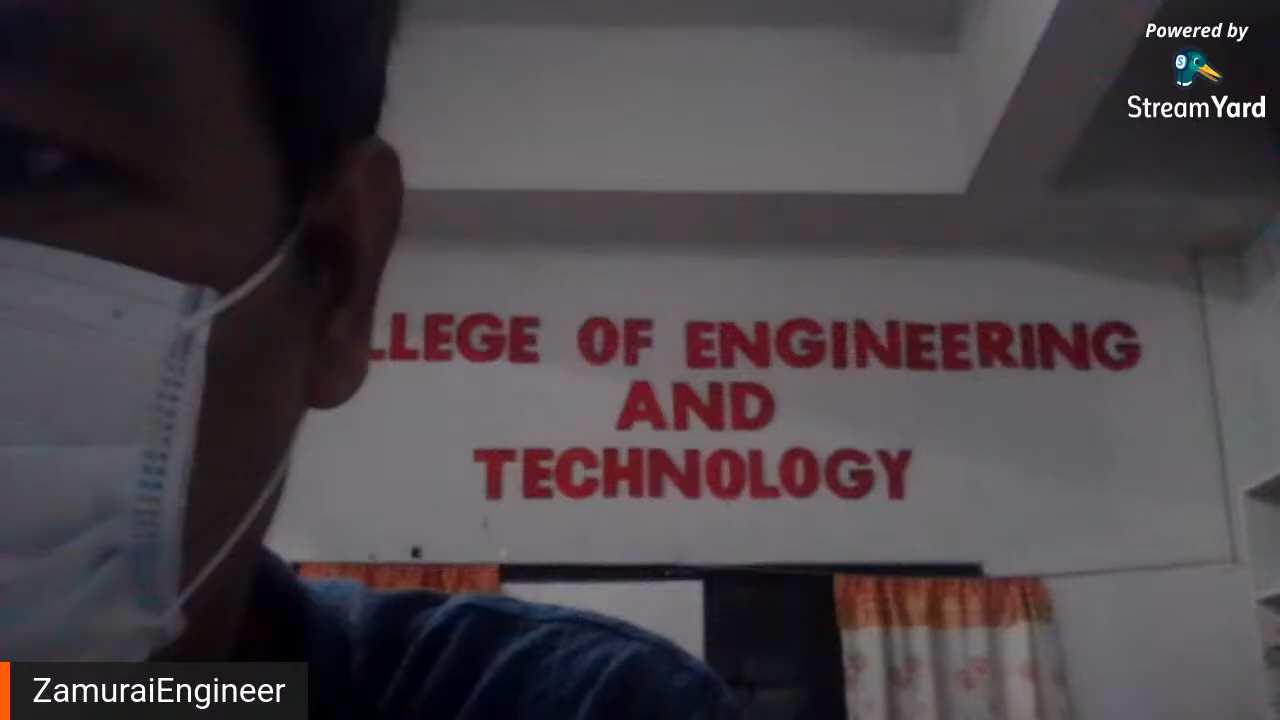 Powered by
StreamYard
LLEGE OF ENGINEERING
AND
TECHNOLOGY
ZamuraiEngineer